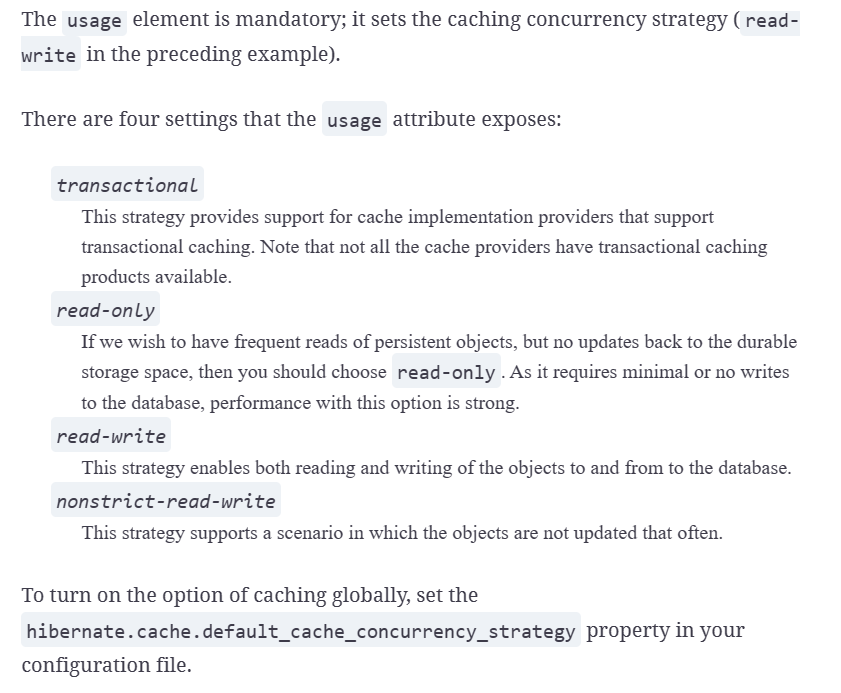 The usage element is mandatory; it sets the caching concurrency strategy ( read-
write in the preceding example).
There are four settings that the usage attribute exposes:
transactional
This strategy provides support for cache implementation providers that support
transactional caching. Note that not all the cache providers have transactional caching
products available.
read-only
If we wish to have frequent reads of persistent objects, but no updates back to the durable
storage space, then you should choose read-only . As it requires minimal or no writes
to the database, performance with this option is strong.
read-write
This strategy enables both reading and writing of the objects to and from to the database.
nonstrict-read-write
This strategy supports a scenario in which the objects are not updated that often.
To turn on the option of caching globally, set the
hibernate.cache.default_cache_concurrency_strategy property in your
configuration file.